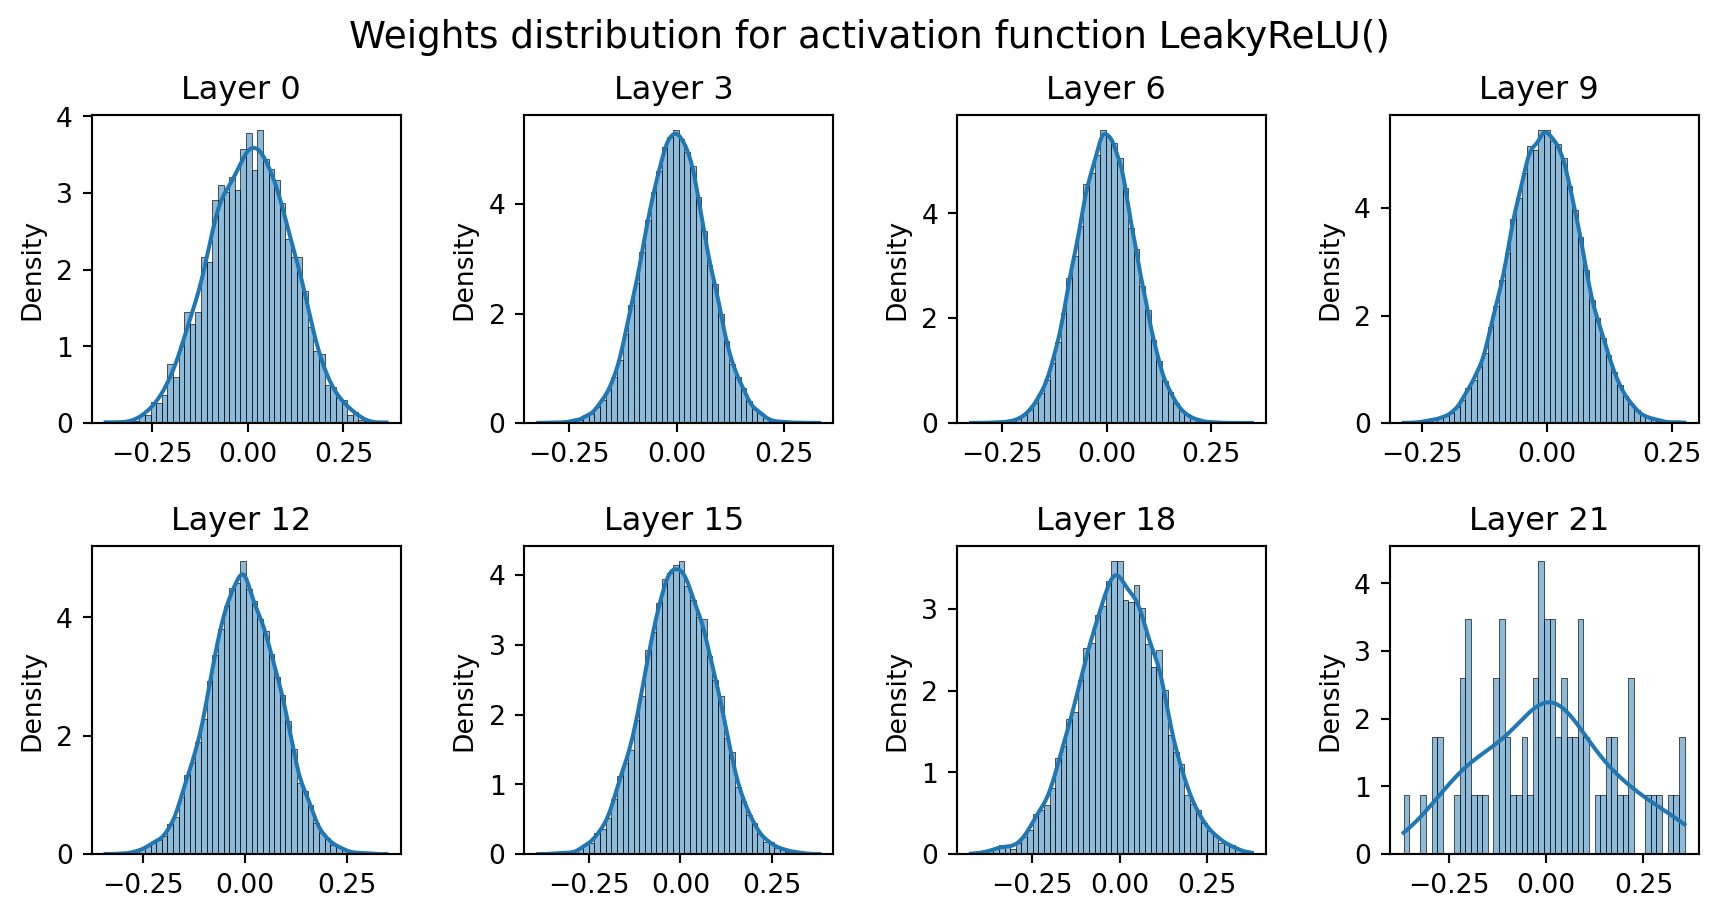 Weights distribution for activation function LeakyReLU()
Layer 0
Layer 3
Layer 6
Layer 9
Density
4
3
2
1
0
−0.25 0.00 0.25
Density
4
2
0
−0.25 0.00 0.25
Density
4
2
0
−0.25 0.00 0.25
Density
4
2
0
−0.25 0.00 0.25
Layer 12
Layer 15
Layer 18
Layer 21
Density
4
2
0
−0.25 0.00 0.25
Density
4
3
2
1
0
−0.25 0.00 0.25
Density
3
2
1
0
−0.25 0.00 0.25
Density
4
3
2
1
0
−0.25 0.00 0.25